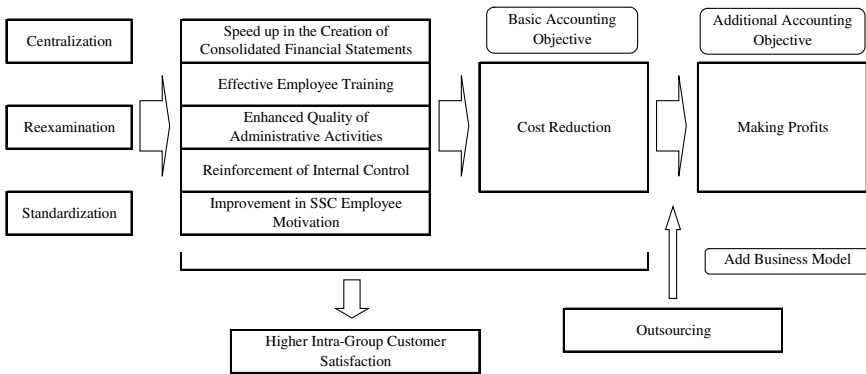 Centralization
Reexamination
Standardization
Speed up in the Creation of
Consolidated Financial Statements
Effective Employee Training
Enhanced Quality of
Administrative Activities
Reinforcement of Internal Control
Improvement in SSC Employee
Motivation
Basic Accounting
Objective
Cost Reduction
Additional Accounting
Objective
Making Profits
Add Business Model
Outsourcing
Higher Intra-Group Customer
Satisfaction